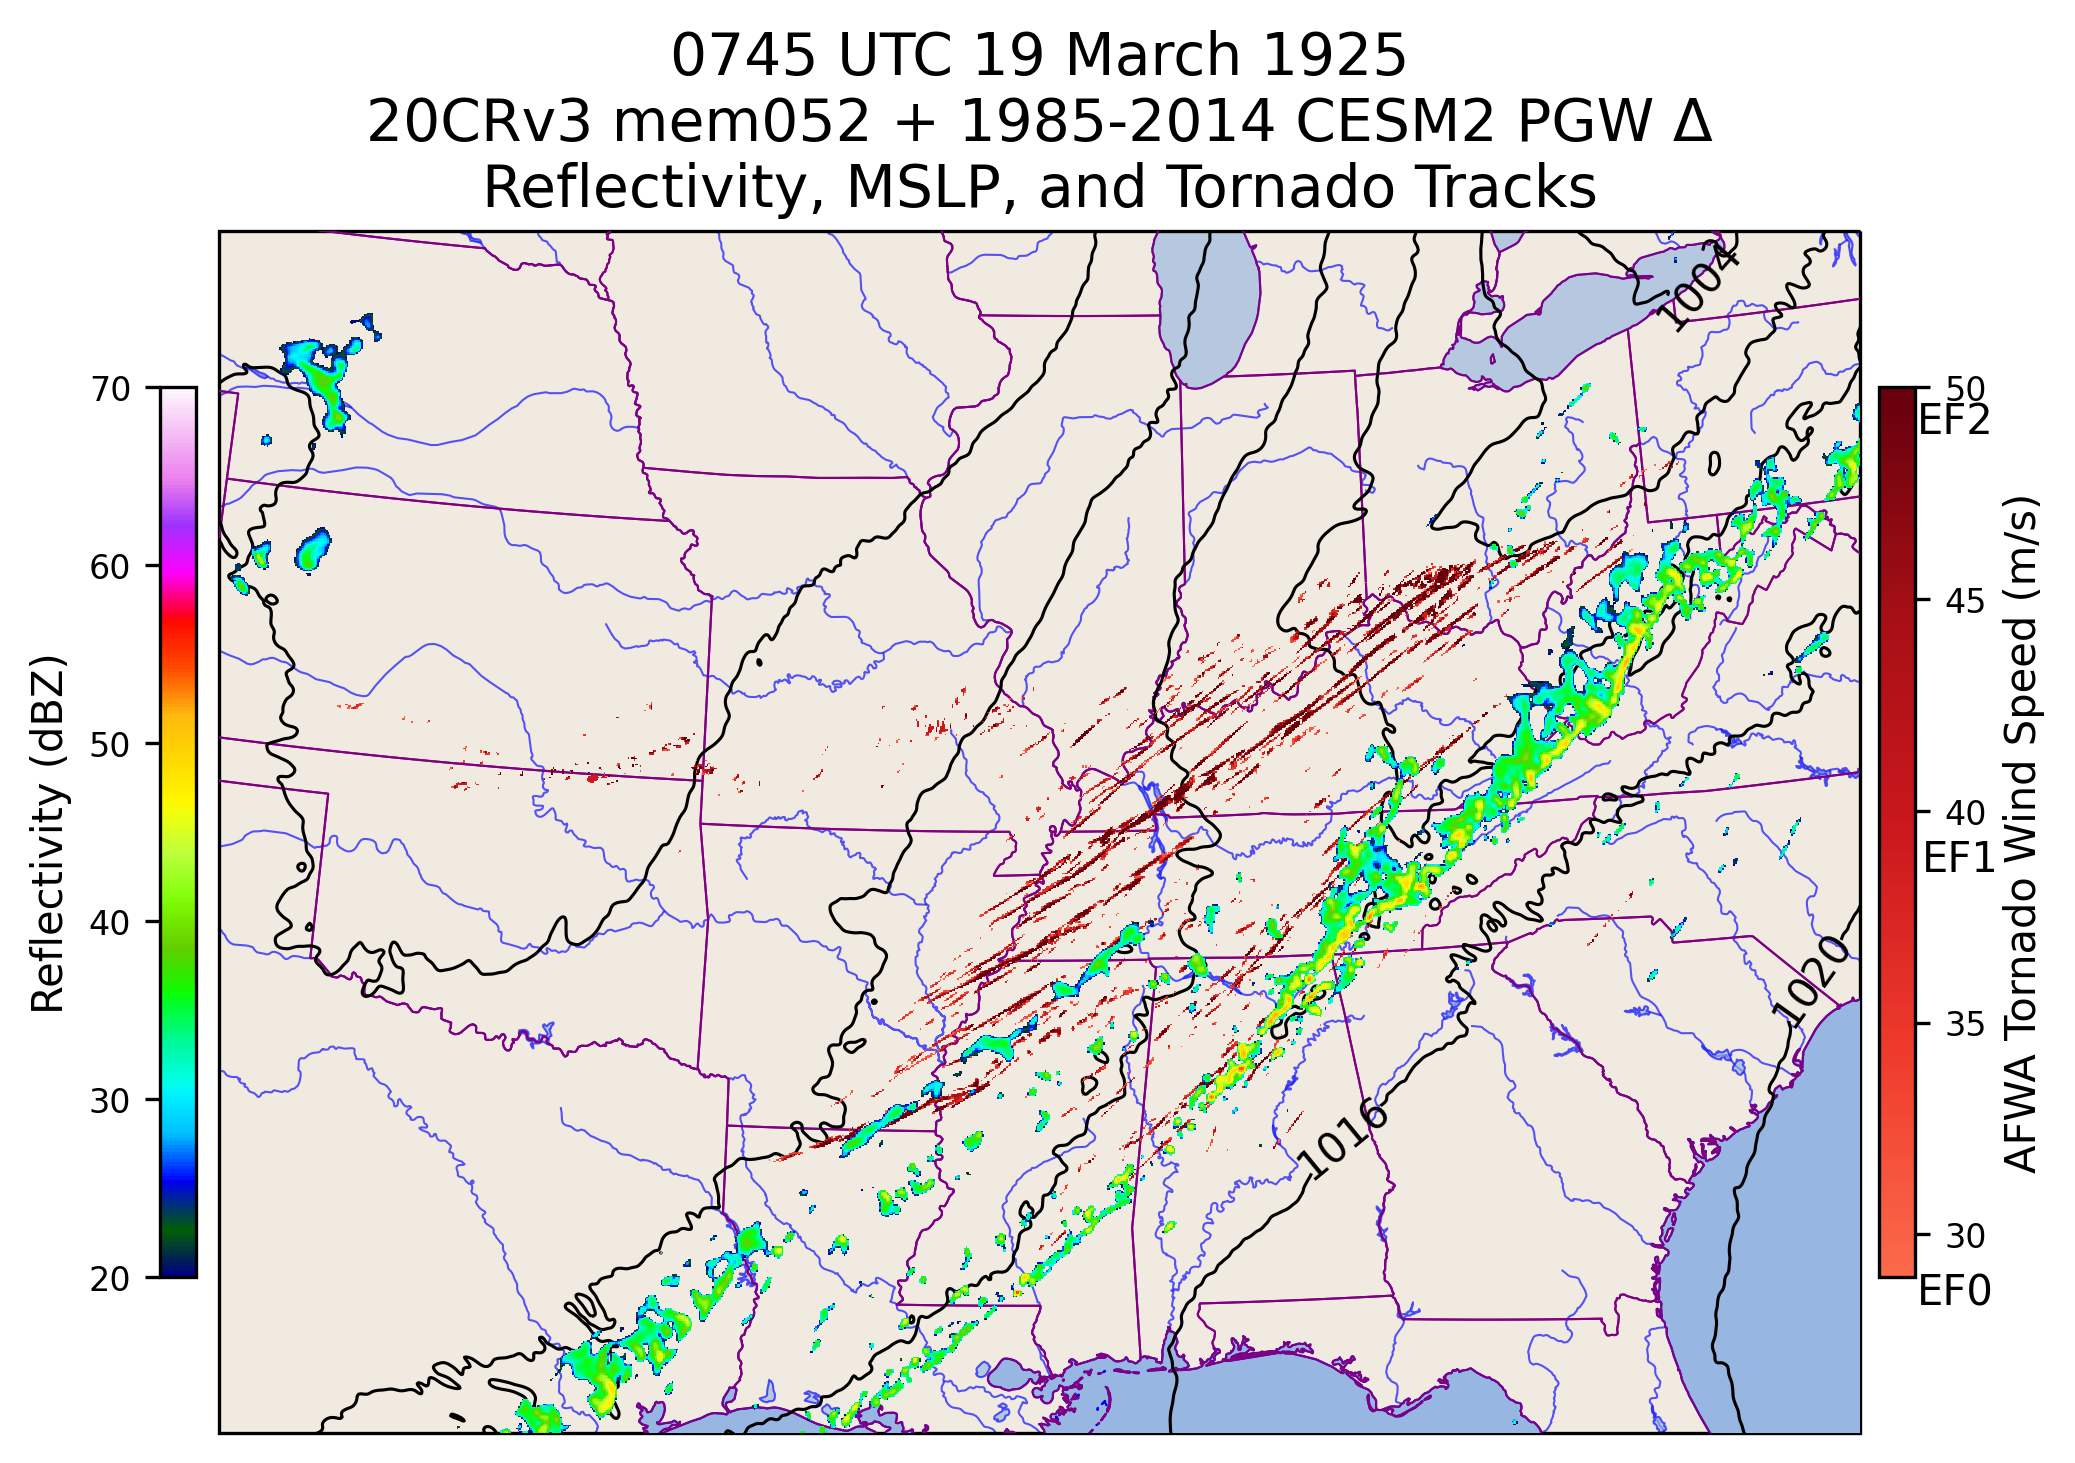 0745 UTC 19 March 1925
20CRv3 mem052 + 1985-2014 CESM2 PGW Δ
Reflectivity, MSLP, and Tornado Tracks
Reflectivity (dBZ)
70
60
50
40
30
20
1004
1020
1016
50
EF2
45
40
EF1
35
30
EF0
AFWA Tornado Wind Speed (m/s)